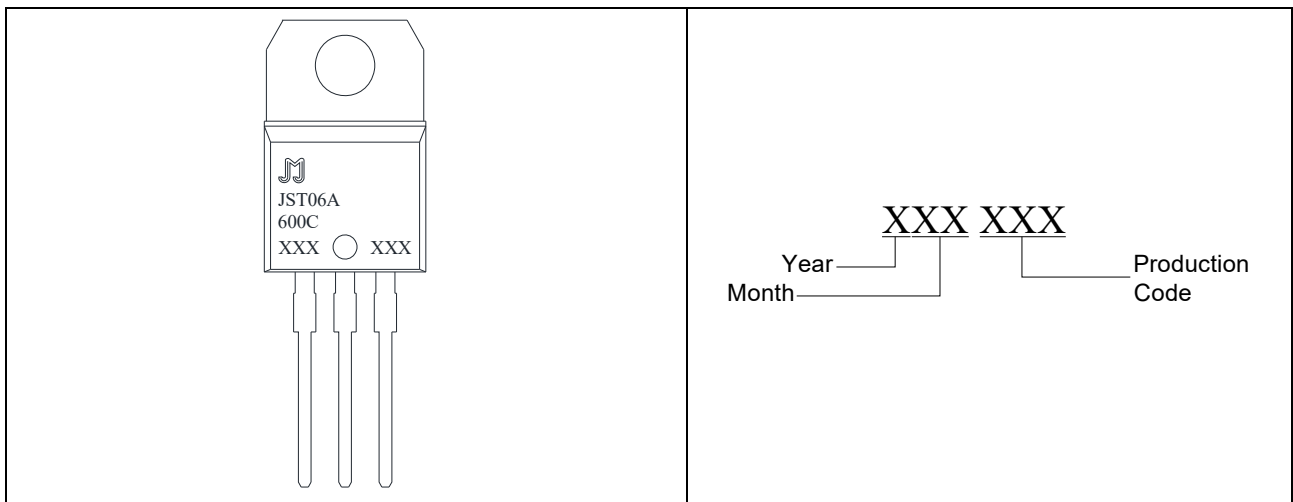 JST06A
600C
XXX XXX
XXX XXX
Year
Month
Production
Code